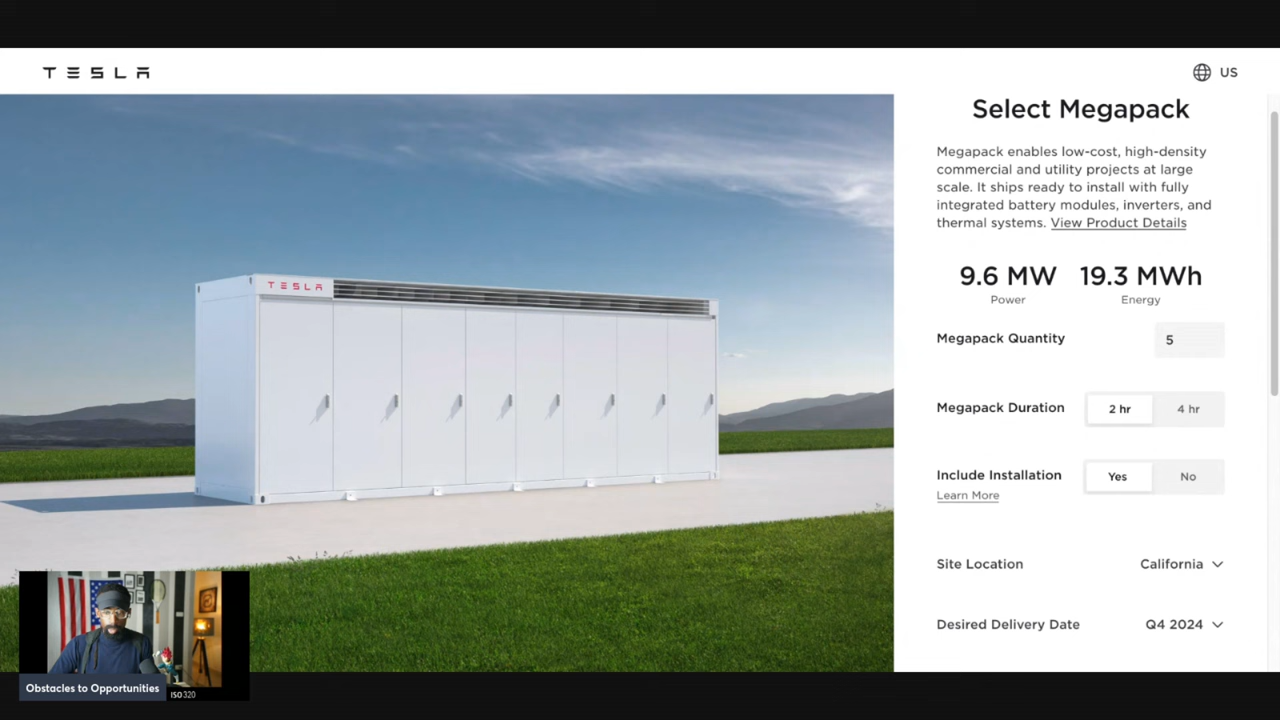 TESLA
US
Select Megapack
Megapack enables low-cost, high-density
commercial and utility projects at large
scale. It ships ready to install with fully
integrated battery modules, inverters, and
thermal systems. View Product Details
9.6 MW 19.3 MWh
Power Energy
Megapack Quantity 5
Megapack Duration 2 hr 4 hr
Include Installation Yes No
Learn More
Site Location California
Desired Delivery Date Q4 2024
TESLA
Obstacles to Opportunities
ISO320